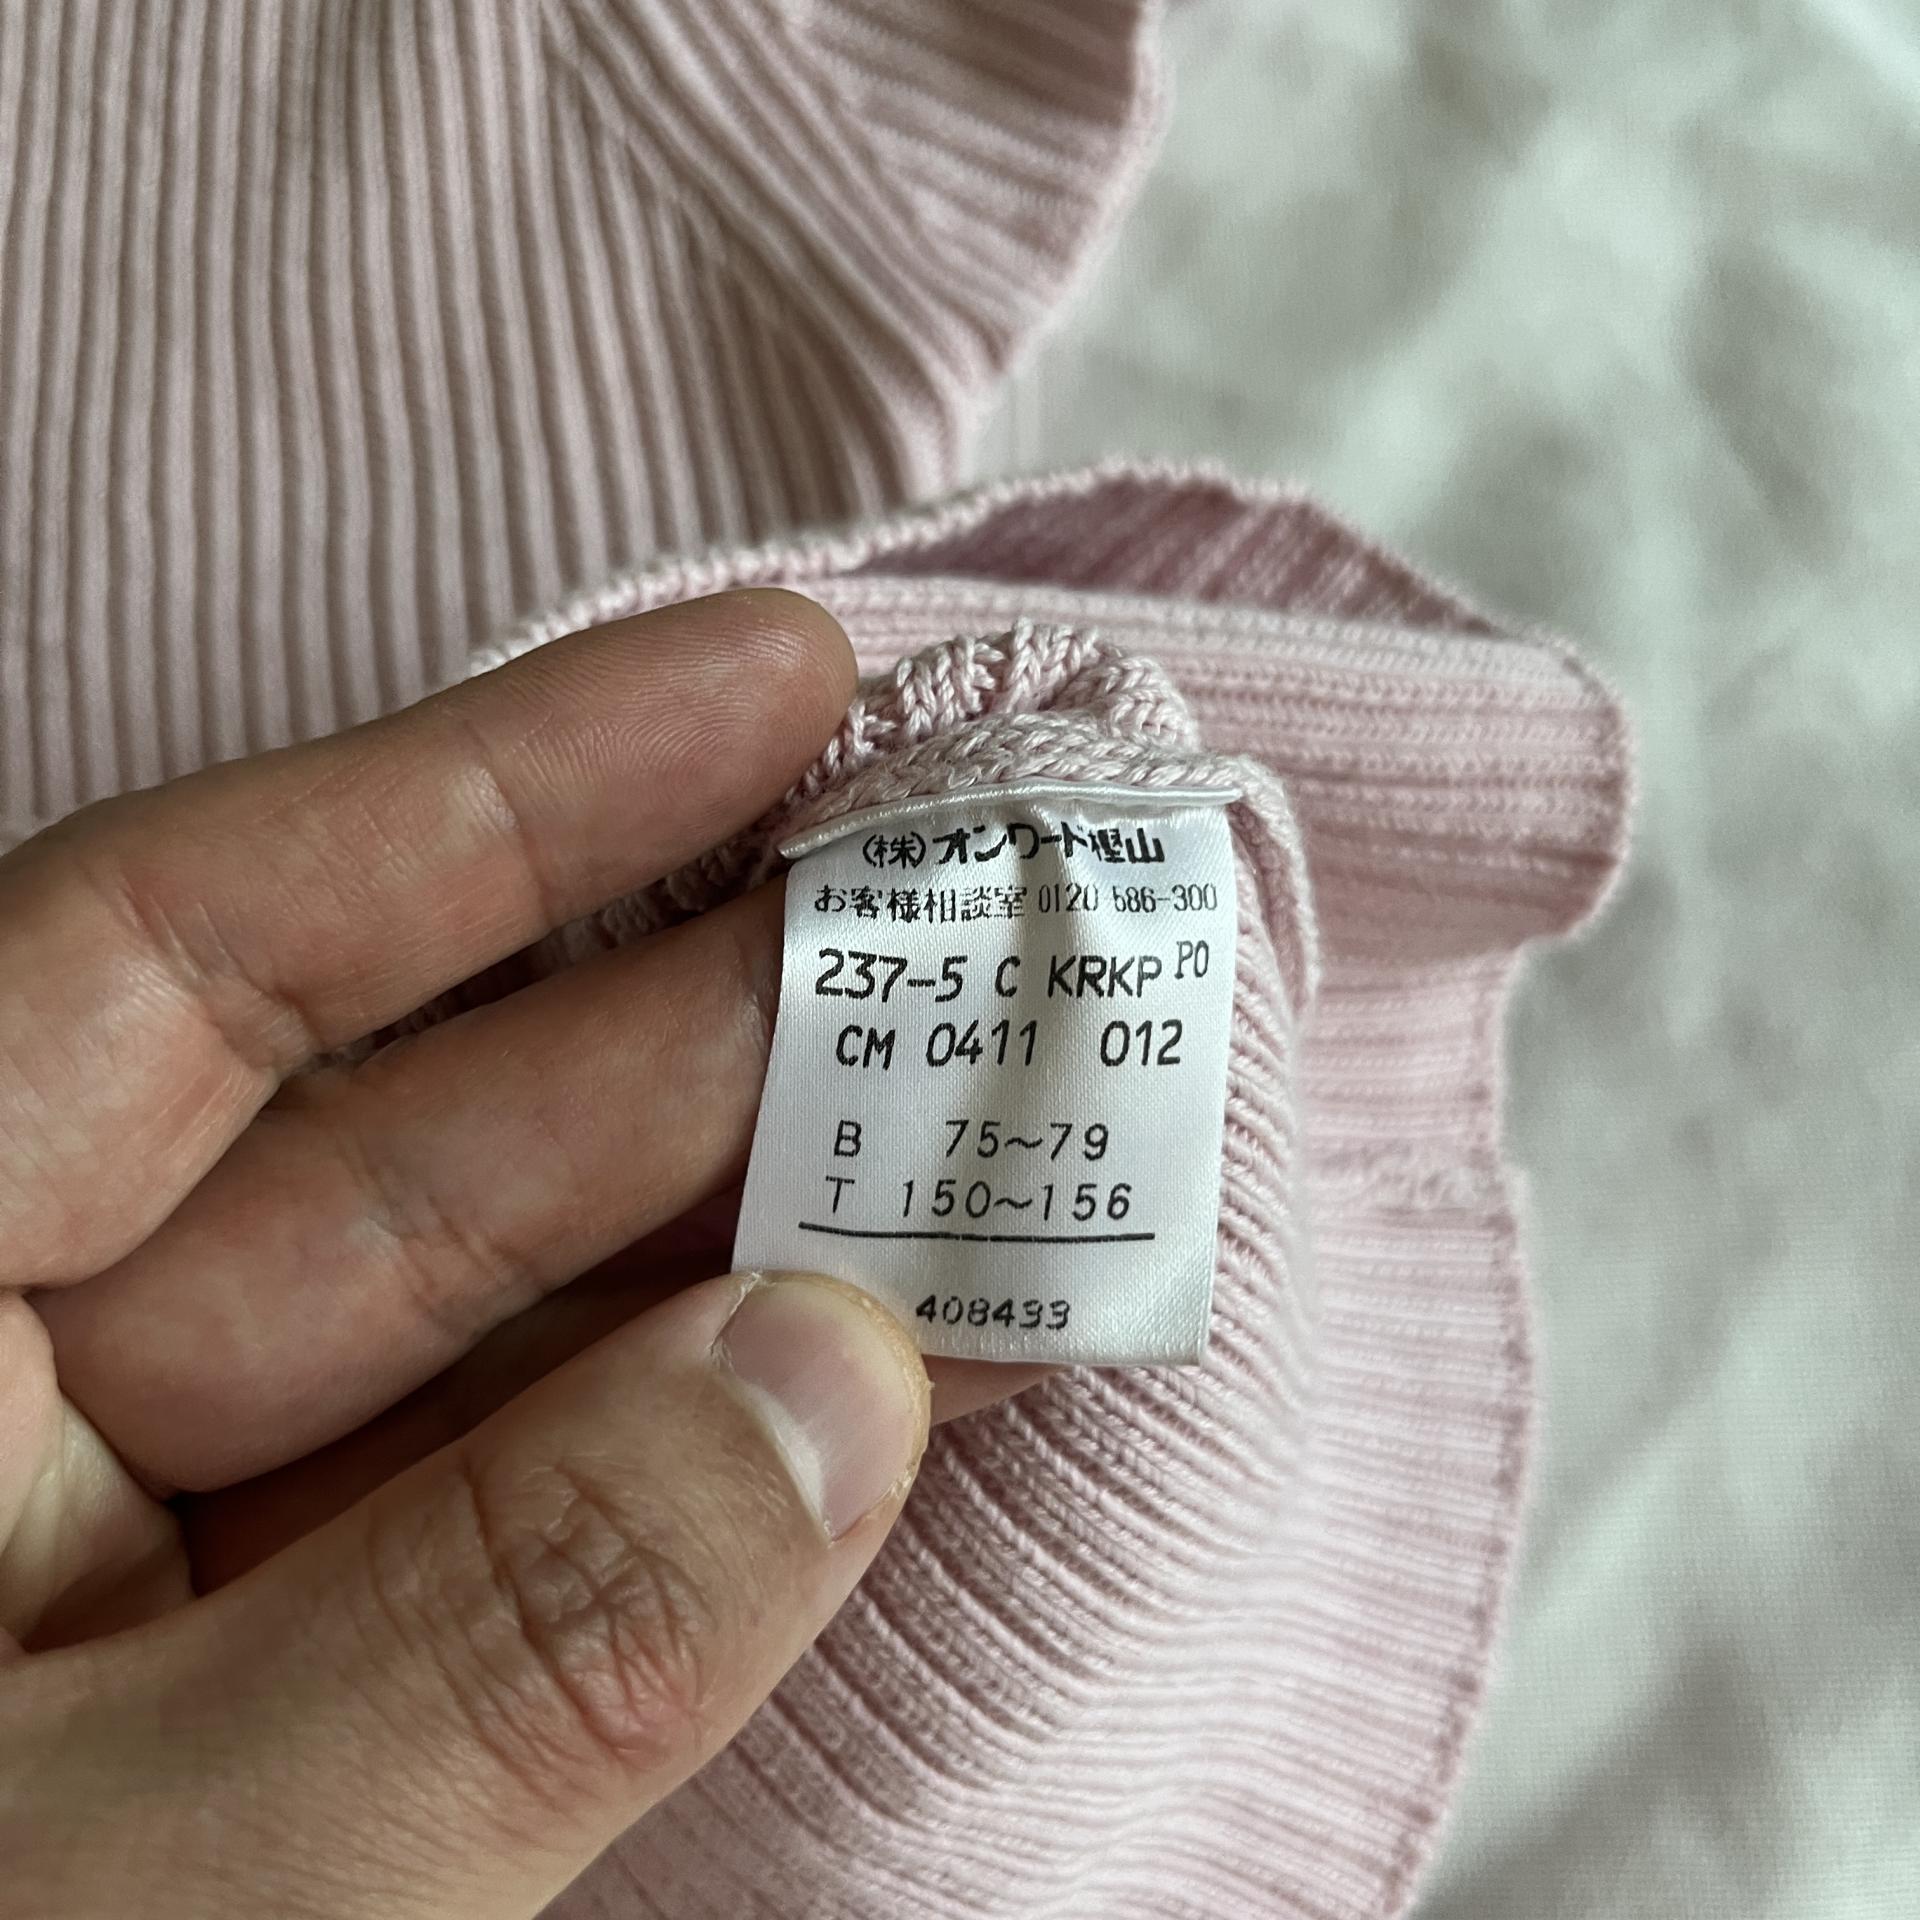 (株)オンワード樫山
お客様相談室 0120 586-300
237-5 C KRKP PO
CM 0411 012
B 75~79
T 150~156
408433